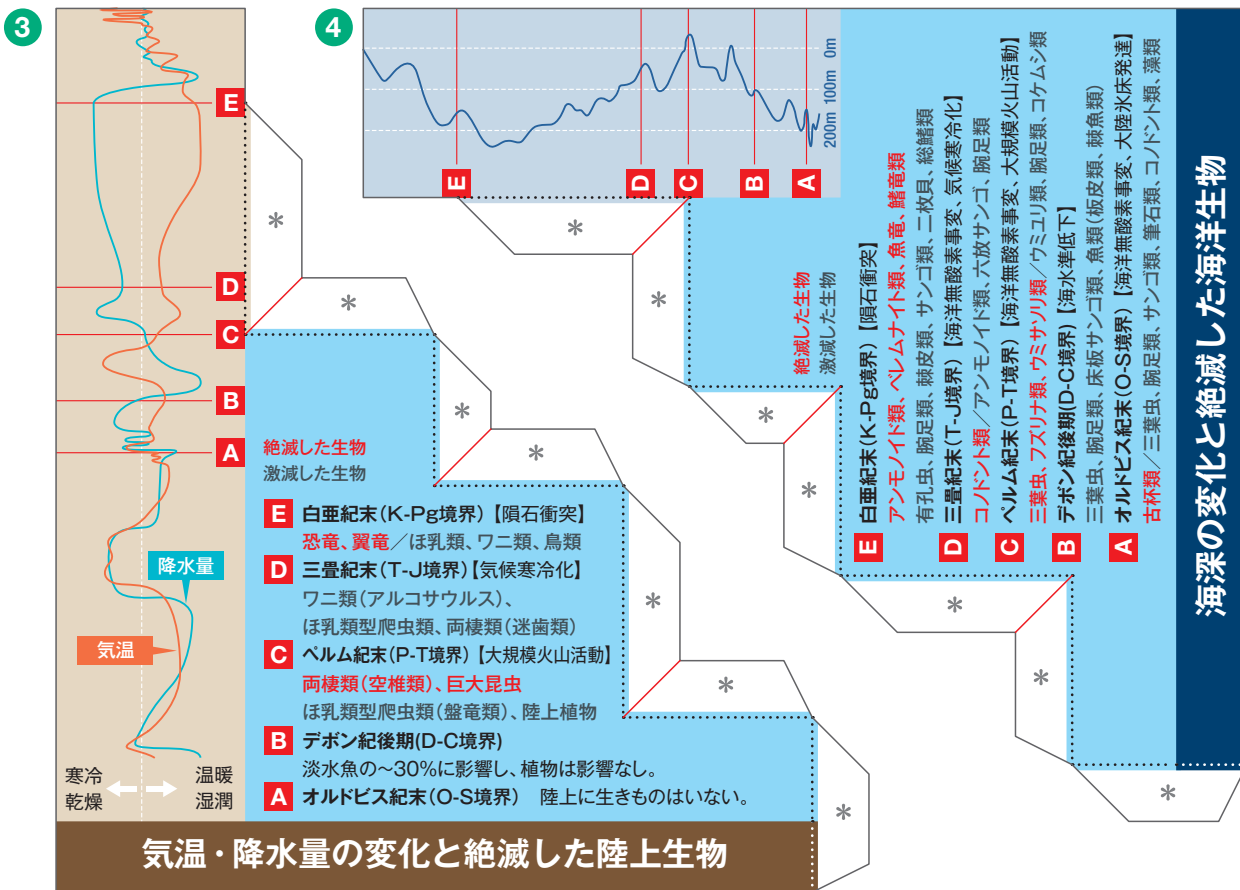 3
E
D
C
B
A
降水量
気温
寒冷 温暖
乾燥 湿潤
*
*
*
*
*
*
*
絶滅した生物
激減した生物
E 白亜紀末(K-Pg境界)【隕石衝突】
恐竜、翼竜／ほ乳類、ワニ類、鳥類
D 三畳紀末(T-J境界)【気候寒冷化】
ワニ類(アルコサウルス)、
ほ乳類型爬虫類、両棲類(迷歯類)
C ペルム紀末(P-T境界)【大規模火山活動】
両棲類(空椎類)、巨大昆虫
ほ乳類型爬虫類(盤竜類)、陸上植物
B デボン紀後期(D-C境界)
淡水魚の〜30%に影響し、植物は影響なし。
A オルドビス紀末(O-S境界) 陸上に生きものはいない。
気温・降水量の変化と絶滅した陸上生物
4
0m
100m
200m
E
D
C
B
A
*
*
*
*
*
*
*
絶滅した生物
激減した生物
E 白亜紀末(K-Pg境界)【隕石衝突】
アンモノイド類、ベレムナイト類、魚竜、鰭竜類
有孔虫、腕足類、棘皮類、サンゴ類、二枚貝、総鰭類
D 三畳紀末(T-J境界)【海洋無酸素事変、気候寒冷化】
コノドント類／アンモノイド類、六放サンゴ、腕足類
C ペルム紀末(P-T境界)【海洋無酸素事変、大規模火山活動】
三葉虫、フズリナ類、ウミサソリ類／ウミユリ類、腕足類、コケムシ類
B デボン紀後期(D-C境界)【海水準低下】
三葉虫、腕足類、床板サンゴ類、魚類(板皮類、棘魚類)
A オルドビス紀末(O-S境界)【海洋無酸素事変、大陸氷床発達】
古杯類／三葉虫、腕足類、サンゴ類、筆石類、コノドント類、藻類
海深の変化と絶滅した海洋生物